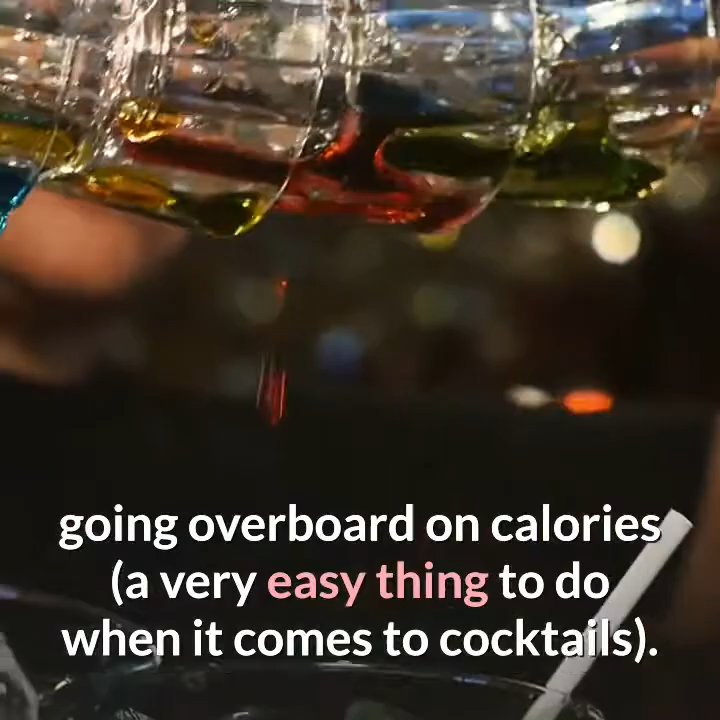 going overboard on calories
(a very easy thing to do
when it comes to cocktails).